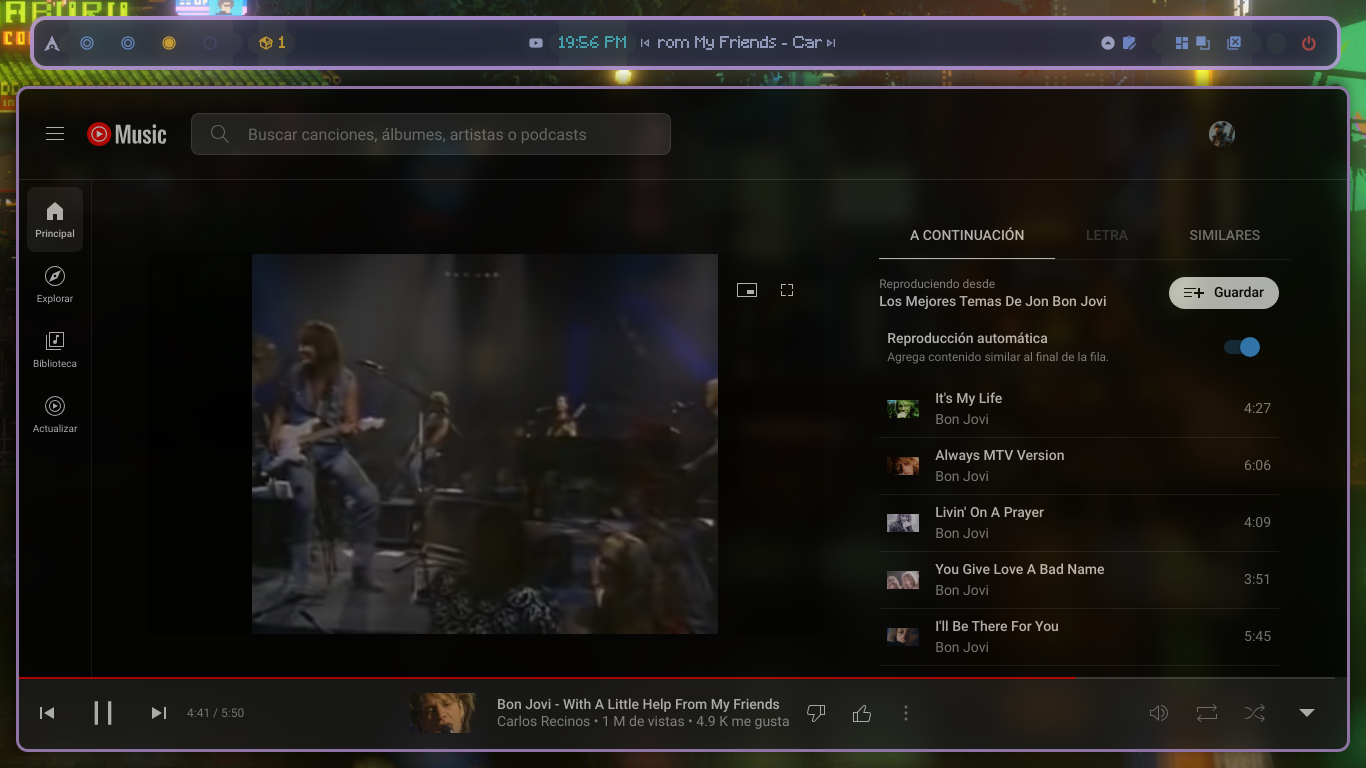 1
19:56 PM
rom My Friends - Car
Music
Buscar canciones, álbumes, artistas o podcasts
Principal
Explorar
Biblioteca
Actualizar
A CONTINUACIÓN
LETRA
SIMILARES
Reproduciendo desde
Los Mejores Temas De Jon Bon Jovi
Guardar
Reproducción automática
Agrega contenido similar al final de la fila.
It's My Life
Bon Jovi
4:27
Always MTV Version
Bon Jovi
6:06
Livin' On A Prayer
Bon Jovi
4:09
You Give Love A Bad Name
Bon Jovi
3:51
I'll Be There For You
Bon Jovi
5:45
4:41 / 5:50
Bon Jovi - With A Little Help From My Friends
Carlos Recinos • 1 M de vistas • 4.9 K me gusta